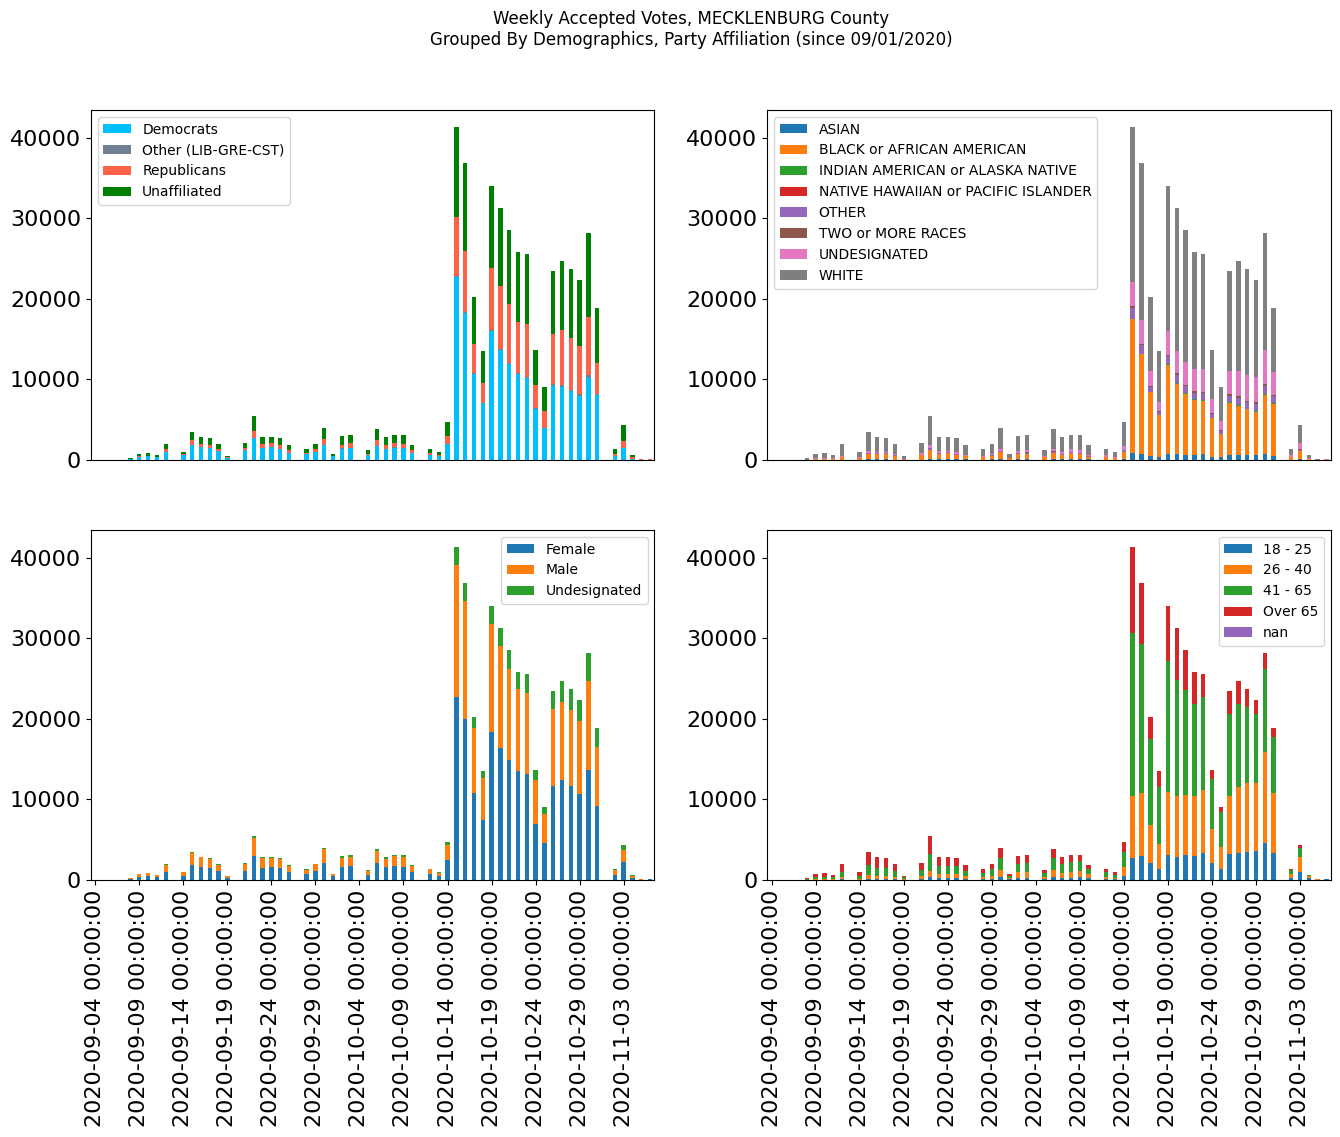 Weekly Accepted Votes, MECKLENBURG County
Grouped By Demographics, Party Affiliation (since 09/01/2020)
40000
30000
20000
10000
0
Democrats
Other (LIB-GRE-CST)
Republicans
Unaffiliated
40000
30000
20000
10000
0
ASIAN
BLACK or AFRICAN AMERICAN
INDIAN AMERICAN or ALASKA NATIVE
NATIVE HAWAIIAN or PACIFIC ISLANDER
OTHER
TWO or MORE RACES
UNDESIGNATED
WHITE
40000
30000
20000
10000
0
Female
Male
Undesignated
2020-09-04 00:00:00
2020-09-09 00:00:00
2020-09-14 00:00:00
2020-09-19 00:00:00
2020-09-24 00:00:00
2020-09-29 00:00:00
2020-10-04 00:00:00
2020-10-09 00:00:00
2020-10-14 00:00:00
2020-10-19 00:00:00
2020-10-24 00:00:00
2020-10-29 00:00:00
2020-11-03 00:00:00
40000
30000
20000
10000
0
18 - 25
26 - 40
41 - 65
Over 65
nan
2020-09-04 00:00:00
2020-09-09 00:00:00
2020-09-14 00:00:00
2020-09-19 00:00:00
2020-09-24 00:00:00
2020-09-29 00:00:00
2020-10-04 00:00:00
2020-10-09 00:00:00
2020-10-14 00:00:00
2020-10-19 00:00:00
2020-10-24 00:00:00
2020-10-29 00:00:00
2020-11-03 00:00:00